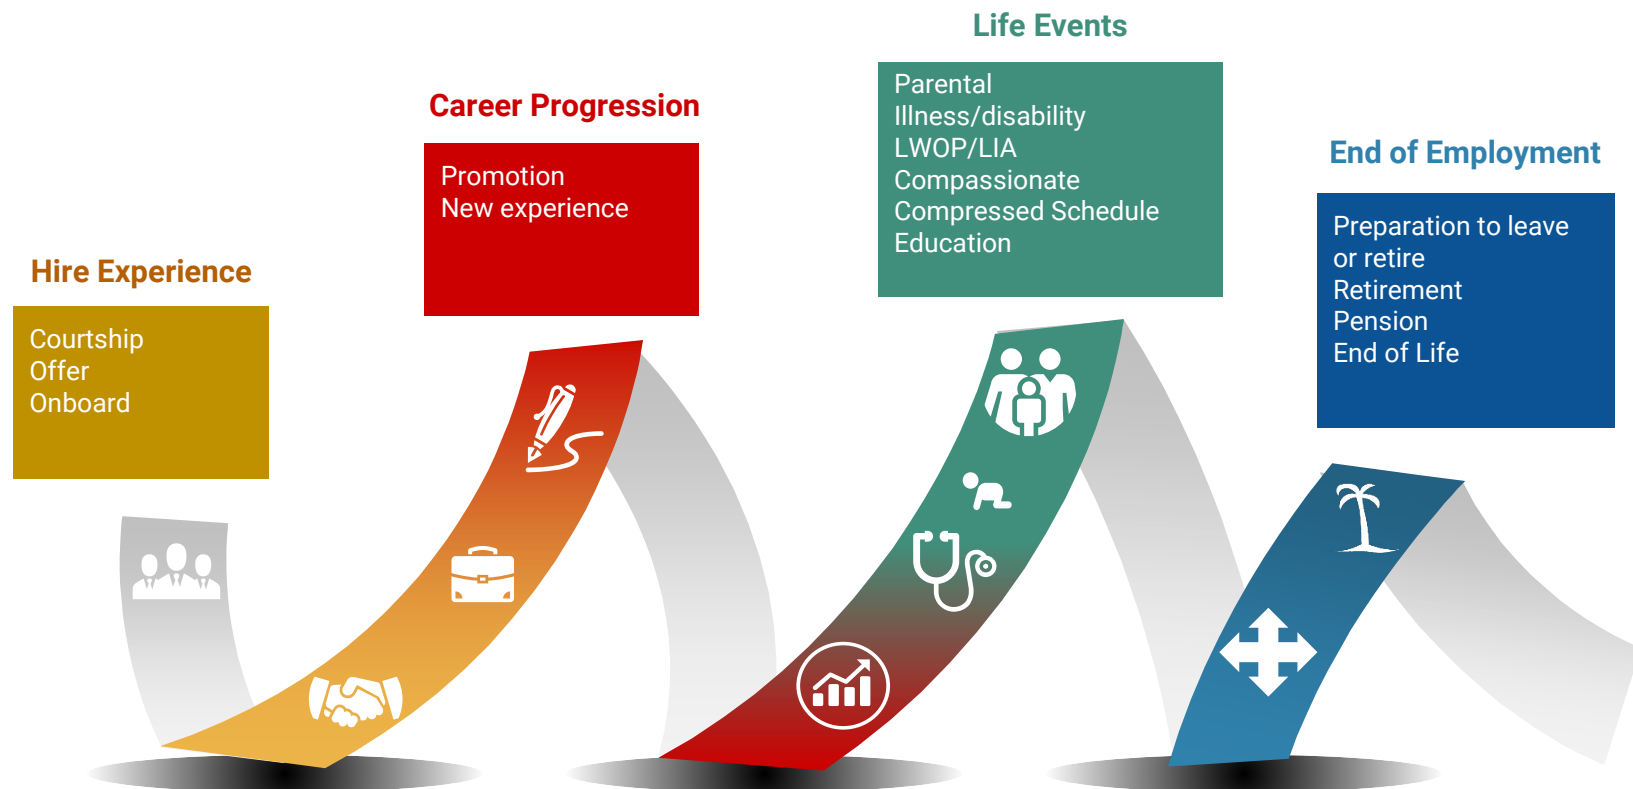 Hire Experience
Courtship
Offer
Onboard
Career Progression
Promotion
New experience
Life Events
Parental
Illness/disability
LWOP/LIA
Compassionate
Compressed Schedule
Education
End of Employment
Preparation to leave
or retire
Retirement
Pension
End of Life